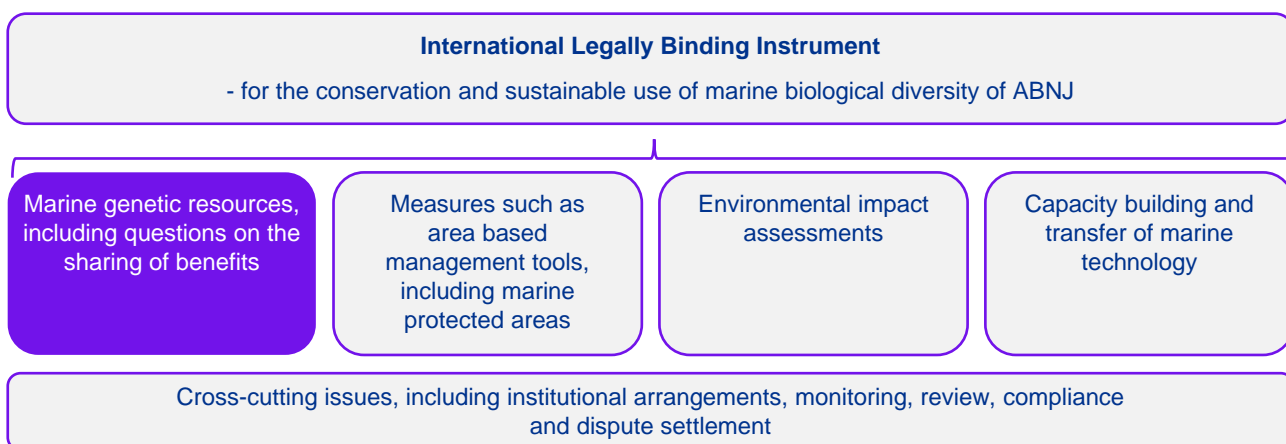 International Legally Binding Instrument
- for the conservation and sustainable use of marine biological diversity of ABNJ
Marine genetic resources,
including questions on the
sharing of benefits
Measures such as
area based
management tools,
including marine
protected areas
Environmental impact
assessments
Capacity building and
transfer of marine
technology
Cross-cutting issues, including institutional arrangements, monitoring, review, compliance
and dispute settlement